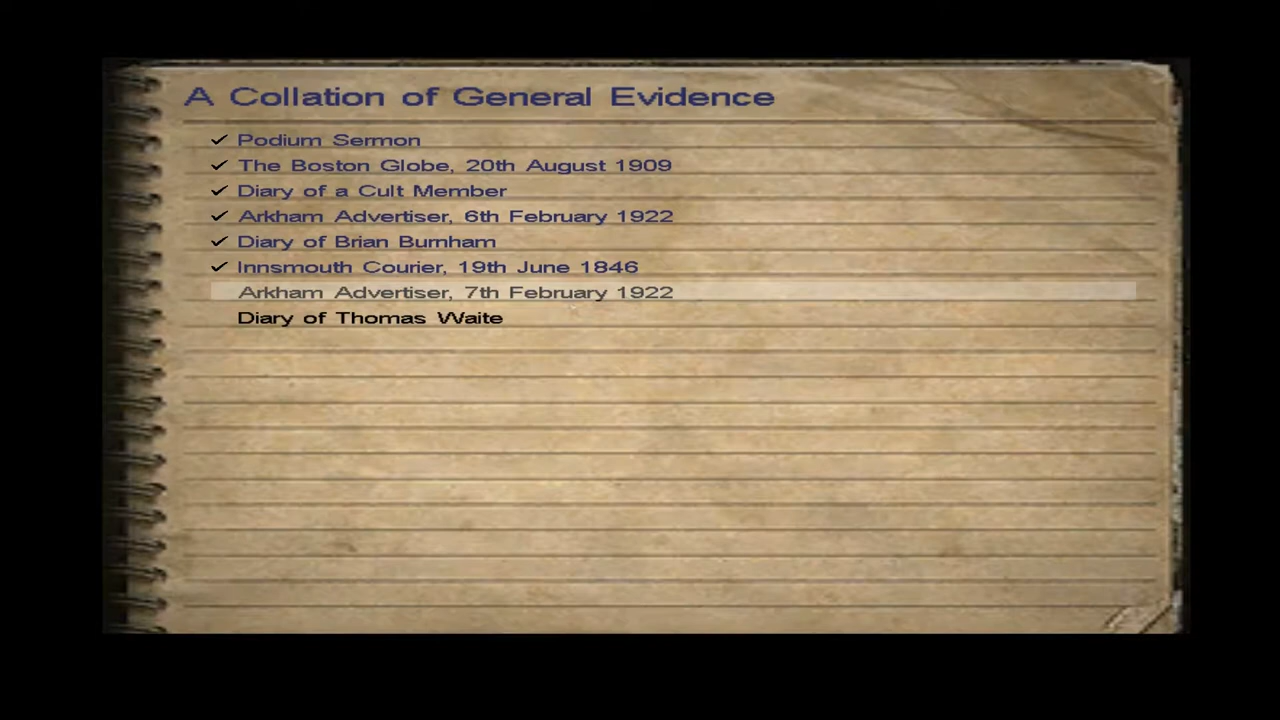 A Collation of General Evidence
✓ Podium Sermon
✓ The Boston Globe, 20th August 1909
✓ Diary of a Cult Member
✓ Arkham Advertiser, 6th February 1922
✓ Diary of Brian Burnham
✓ Innsmouth Courier, 19th June 1846
Arkham Advertiser, 7th February 1922
Diary of Thomas Waite